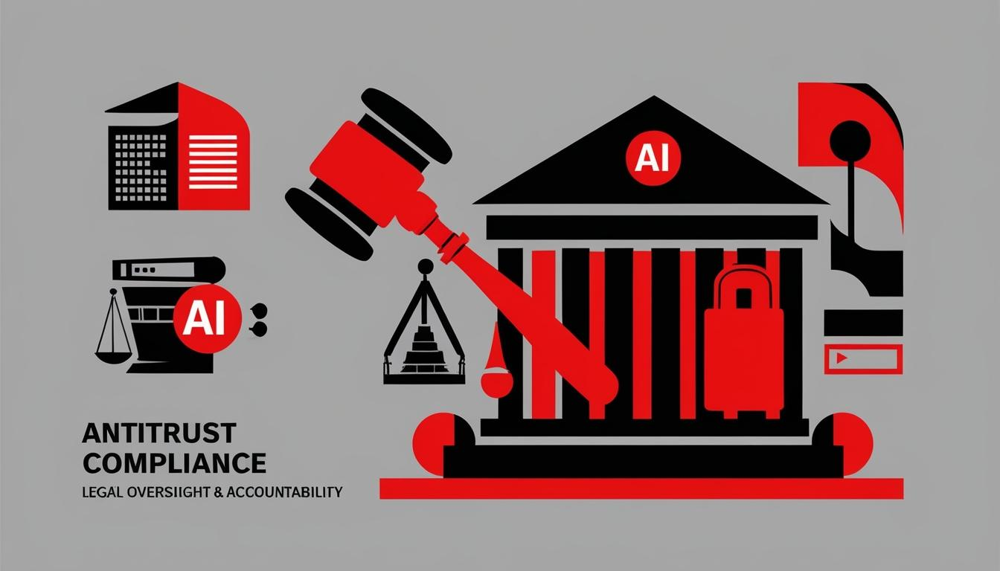 AI
AI
ANTITRUST
COMPLIANCE
LEGAL OVERSIIGHT & ACCOUNTABILITY